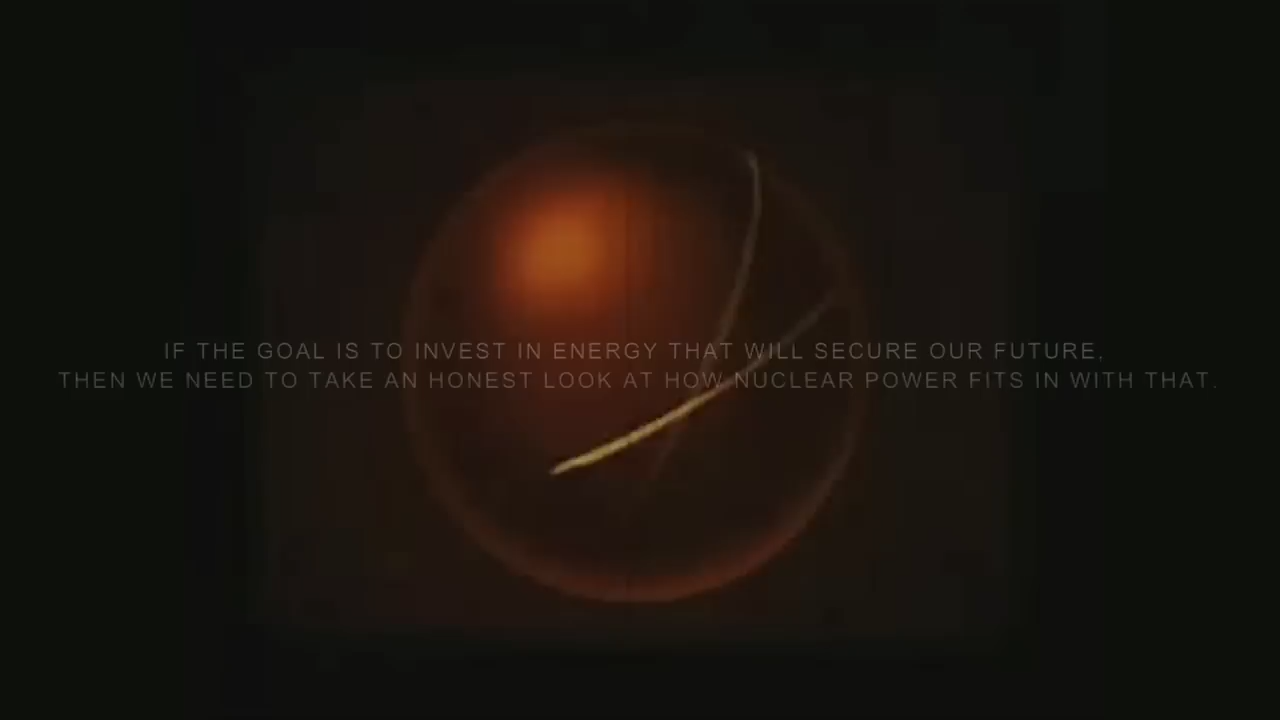 IF THE GOAL IS TO INVEST IN ENERGY THAT WILL SECURE OUR FUTURE,
THEN WE NEED TO TAKE AN HONEST LOOK AT HOW NUCLEAR POWER FITS IN WITH THAT.